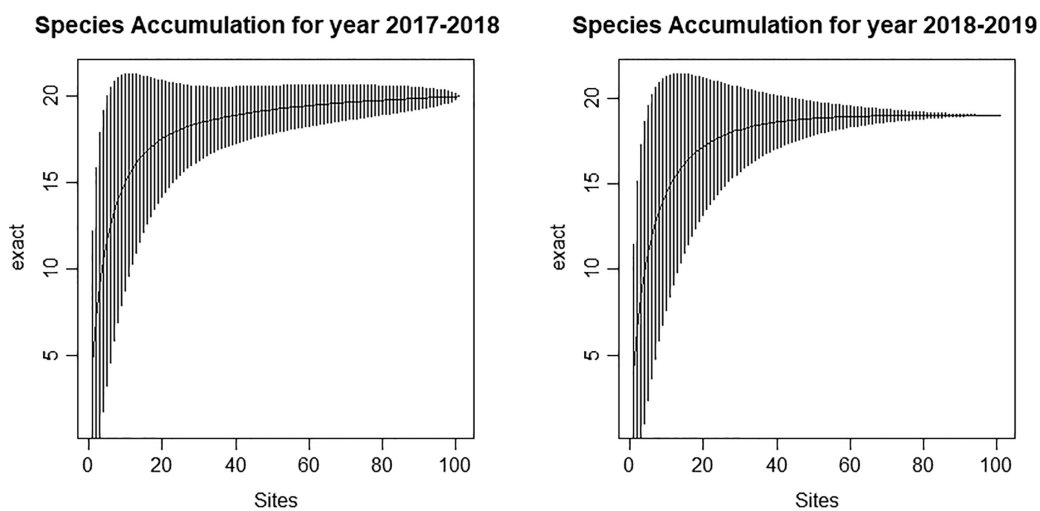 Species Accumulation for year 2017-2018
exact
20
15
10
5
0 20 40 60 80 100
Sites
Species Accumulation for year 2018-2019
exact
20
15
10
5
0 20 40 60 80 100
Sites